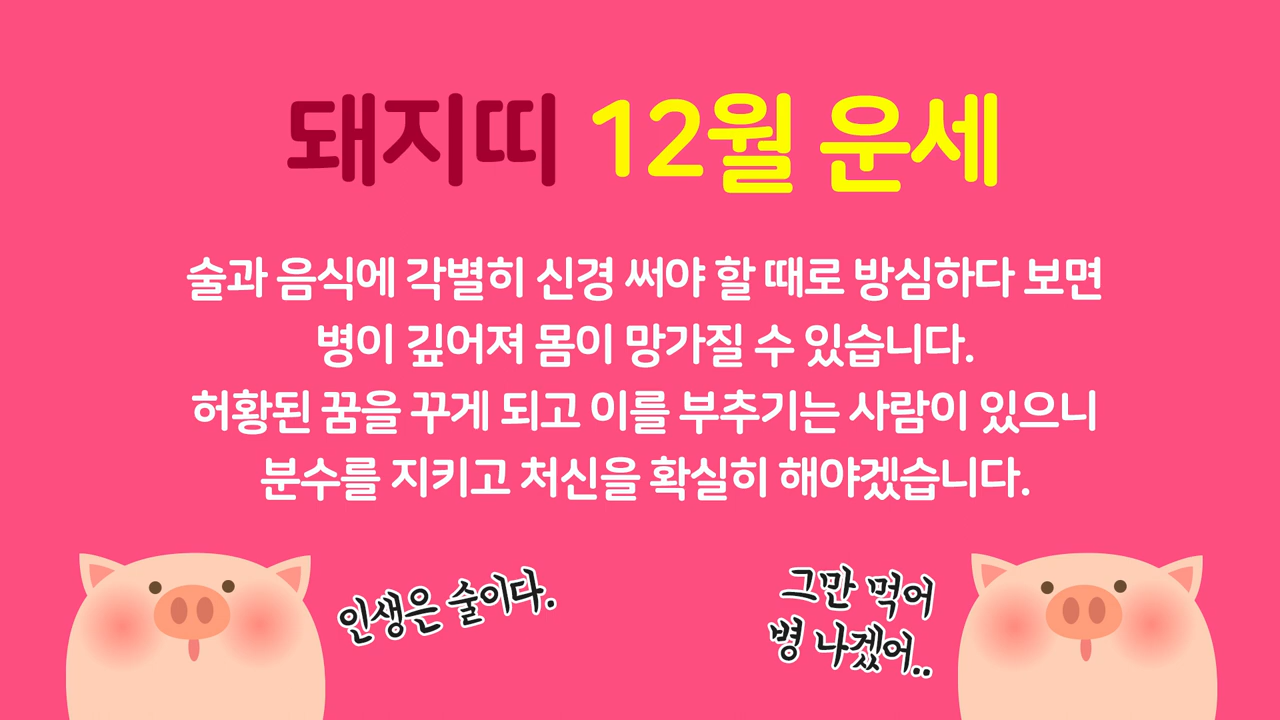 돼지띠 12월 운세
술과 음식에 각별히 신경 써야 할 때로 방심하다 보면
병이 깊어져 몸이 망가질 수 있습니다.
허황된 꿈을 꾸게 되고 이를 부추기는 사람이 있으니
분수를 지키고 처신을 확실히 해야겠습니다.
인생은 술이다.
그만 먹어
병 나겠어..